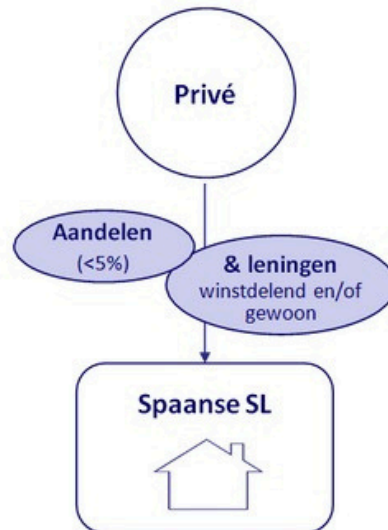 Privé
Aandelen
(<5%)
& leningen
winstdelend en/of
gewoon
Spaanse SL